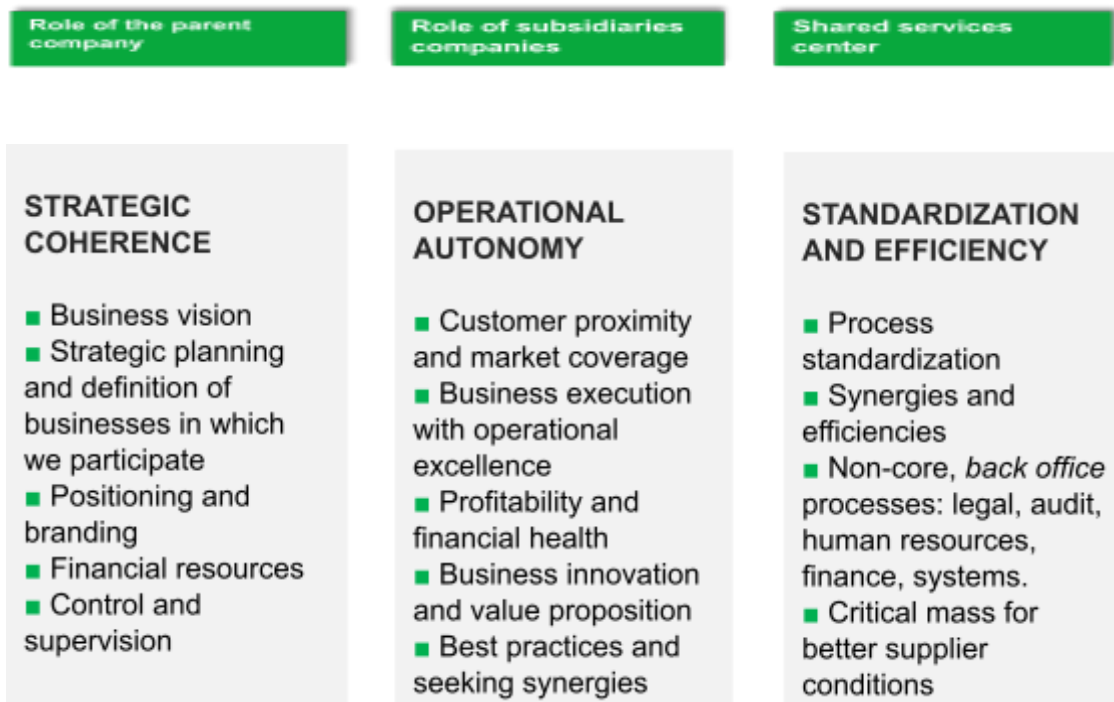 Role of the parent
company
STRATEGIC
COHERENCE
■ Business vision
■ Strategic planning
and definition of
businesses in which
we participate
■ Positioning and
branding
■ Financial resources
■ Control and
supervision
Role of subsidiaries
companies
OPERATIONAL
AUTONOMY
■ Customer proximity
and market coverage
■ Business execution
with operational
excellence
■ Profitability and
financial health
■ Business innovation
and value proposition
■ Best practices and
seeking synergies
Shared services
center
STANDARDIZATION
AND EFFICIENCY
■ Process
standardization
■ Synergies and
efficiencies
■ Non-core, back office
processes: legal, audit,
human resources,
finance, systems.
■ Critical mass for
better supplier
conditions